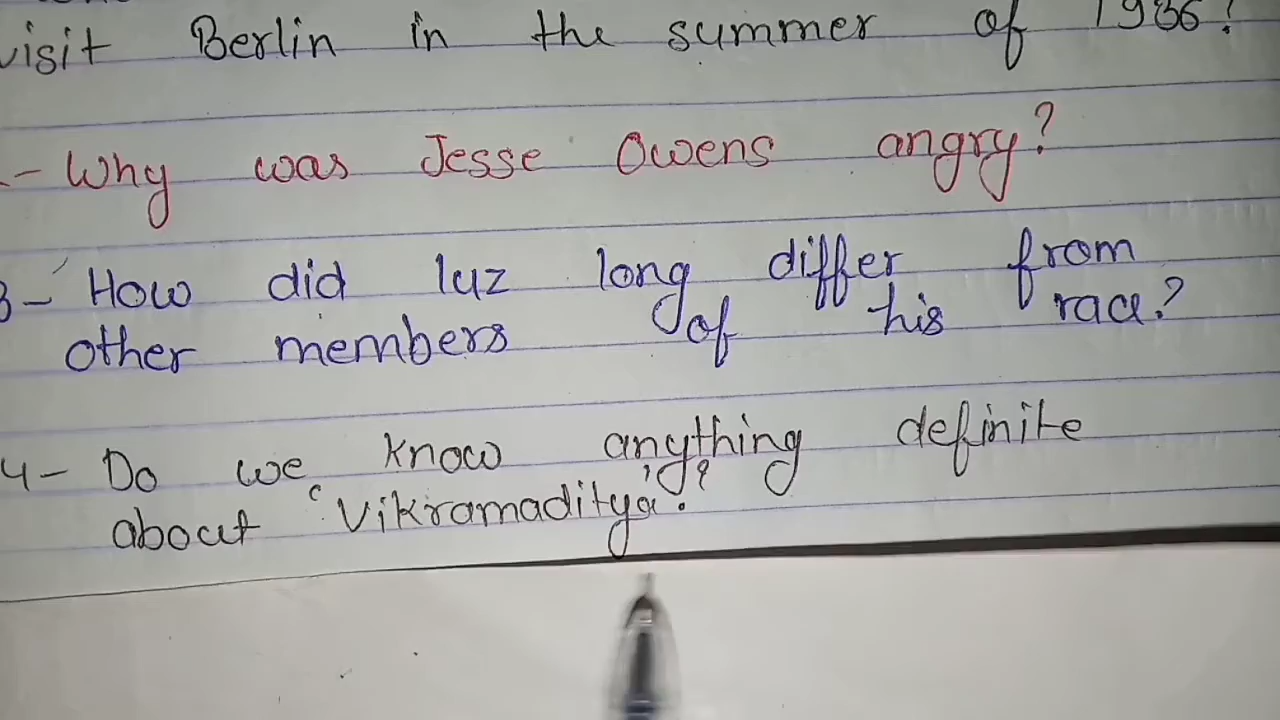 visit Berlin in the summer of 1936?
- Why was Jesse Owens angry?
3- How did luz long differ from
other members of his race?
4- Do we know anything definite
about 'Vikramaditya'?